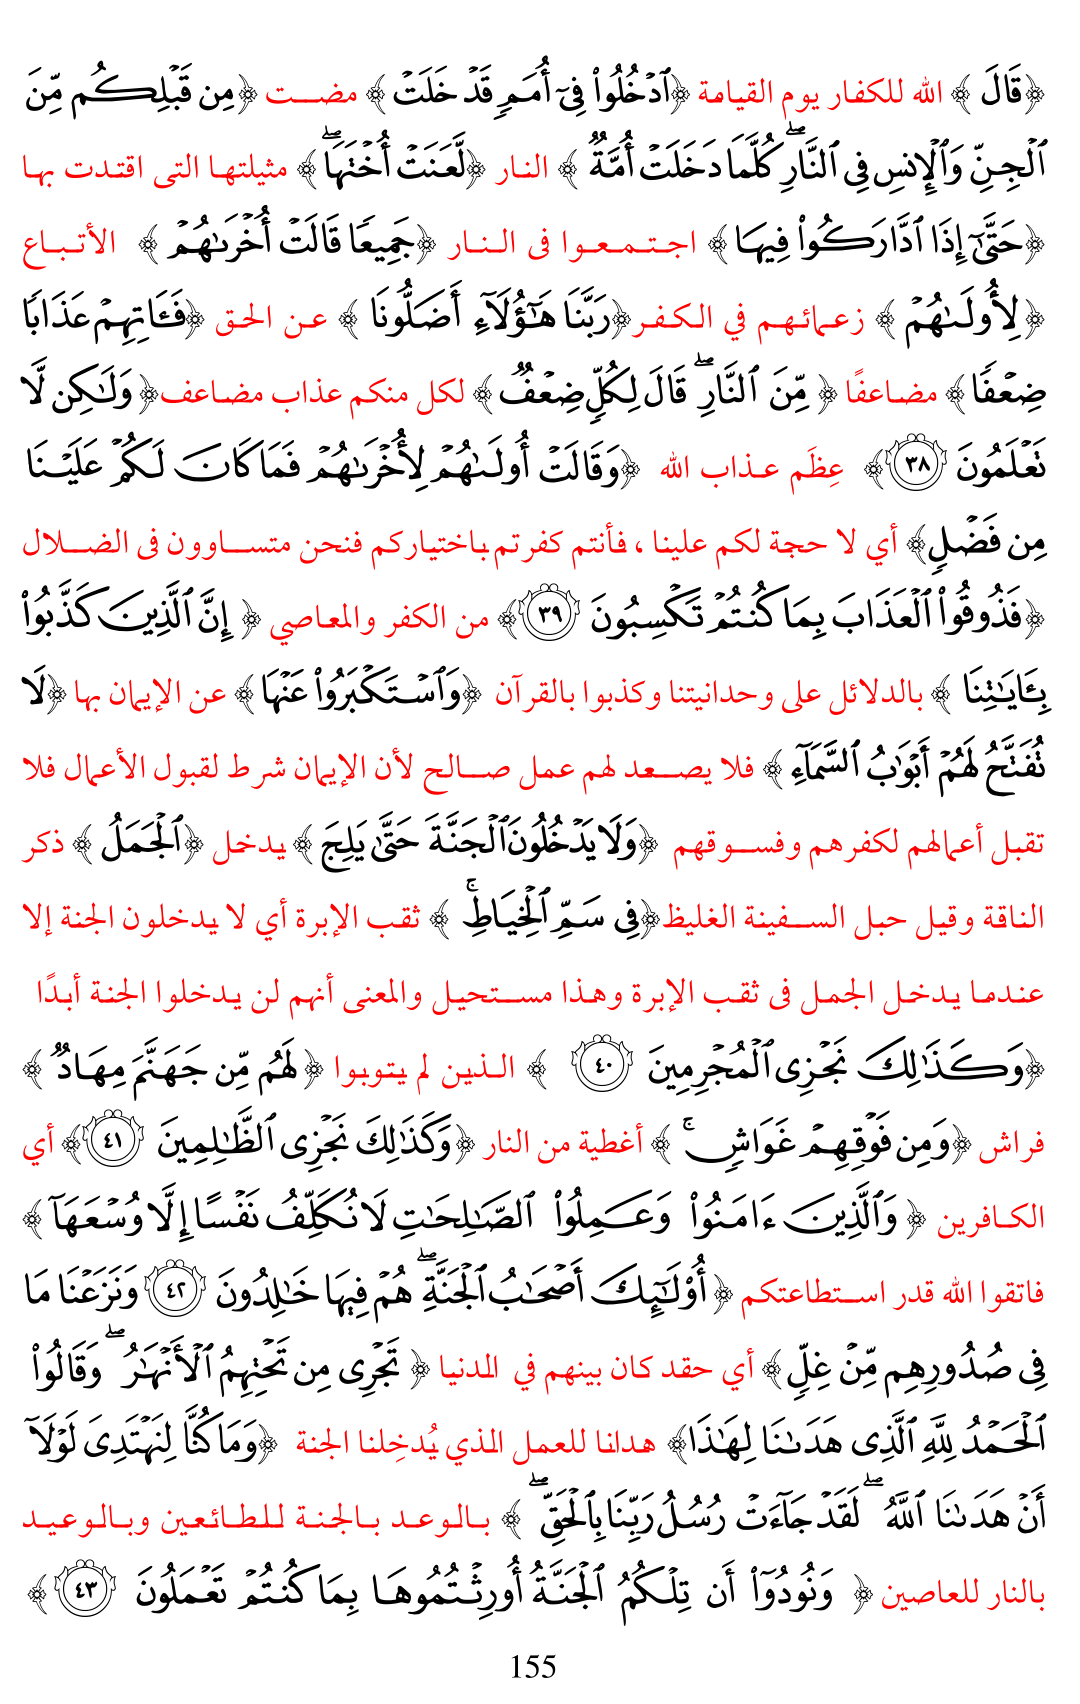 ﴿قَالَ﴾ الله للكفار يوم القيامة ﴿ٱدۡخُلُواْ فِيٓ أُمَمٖ قَدۡ خَلَتۡ﴾ مضت ﴿مِن قَبۡلِكُم مِّنَ
ٱلۡجِنِّ وَٱلۡإِنسِ فِي ٱلنَّارِۖ كُلَّمَا دَخَلَتۡ أُمَّةٞ﴾ النار ﴿لَّعَنَتۡ أُخۡتَهَاۖ﴾ مثيلتها التى اقتدت بها
﴿حَتَّىٰٓ إِذَا ٱدَّارَكُواْ فِيهَا﴾ اجتمعوا فى النار ﴿جَمِيعٗا قَالَتۡ أُخۡرَىٰهُمۡ﴾ الأتباع
﴿لِأُولَىٰهُمۡ﴾ زعمائهم في الكفر ﴿رَبَّنَا هَٰٓؤُلَآءِ أَضَلُّونَا﴾ عن الحق ﴿فَـَٔاتِهِمۡ عَذَابٗا
ضِعۡفٗا﴾ مضاعفًا ﴿مِّنَ ٱلنَّارِۖ قَالَ لِكُلّٖ ضِعۡفٞ﴾ لكل منكم عذاب مضاعف ﴿وَلَٰكِن لَّا
تَعۡلَمُونَ ٣٨﴾ عِظَم عذاب الله ﴿وَقَالَتۡ أُولَىٰهُمۡ لِأُخۡرَىٰهُمۡ فَمَا كَانَ لَكُمۡ عَلَيۡنَا
مِن فَضۡلٖ﴾ أي لا حجة لكم علينا ، فأنتم كفرتم باختياركم فنحن متساوون فى الضلال
﴿فَذُوقُواْ ٱلۡعَذَابَ بِمَا كُنتُمۡ تَكۡسِبُونَ ٣٩﴾ من الكفر والمعاصي ﴿إِنَّ ٱلَّذِينَ كَذَّبُواْ
بِـَٔايَٰتِنَا﴾ بالدلائل على وحدانيتنا وكذبوا بالقرآن ﴿وَٱسۡتَكۡبَرُواْ عَنۡهَا﴾ عن الإيمان بها ﴿لَا
تُفَتَّحُ لَهُمۡ أَبۡوَٰبُ ٱلسَّمَآءِ﴾ فلا يصعد لهم عمل صالح لأن الإيمان شرط لقبول الأعمال فلا
تقبل أعمالهم لكفرهم وفسوقهم ﴿وَلَا يَدۡخُلُونَ ٱلۡجَنَّةَ حَتَّىٰ يَلِجَ﴾ يدخل ﴿ٱلۡجَمَلُ﴾ ذكر
الناقة وقيل حبل السفينة الغليظ ﴿فِي سَمِّ ٱلۡخِيَاطِۚ﴾ ثقب الإبرة أي لا يدخلون الجنة إلا
عندما يدخل الجمل فى ثقب الإبرة وهذا مستحيل والمعنى أنهم لن يدخلوا الجنة أبدًا
﴿وَكَذَٰلِكَ نَجۡزِي ٱلۡمُجۡرِمِينَ ٤٠﴾ الذين لم يتوبوا ﴿لَهُم مِّن جَهَنَّمَ مِهَادٞ﴾
فراش ﴿وَمِن فَوۡقِهِمۡ غَوَاشٖۚ﴾ أغطية من النار ﴿وَكَذَٰلِكَ نَجۡزِي ٱلظَّٰلِمِينَ ٤١﴾ أي
الكافرين ﴿وَٱلَّذِينَ ءَامَنُواْ وَعَمِلُواْ ٱلصَّٰلِحَٰتِ لَا نُكَلِّفُ نَفۡسًا إِلَّا وُسۡعَهَآ﴾
فاتقوا الله قدر استطاعتكم ﴿أُوْلَٰٓئِكَ أَصۡحَٰبُ ٱلۡجَنَّةِۖ هُمۡ فِيهَا خَٰلِدُونَ ٤٢ وَنَزَعۡنَا مَا
فِي صُدُورِهِم مِّنۡ غِلّٖ﴾ أي حقد كان بينهم في الدنيا ﴿تَجۡرِي مِن تَحۡتِهِمُ ٱلۡأَنۡهَٰرُۖ وَقَالُواْ
ٱلۡحَمۡدُ لِلَّهِ ٱلَّذِي هَدَىٰنَا لِهَٰذَا﴾ هدانا للعمل الذي يُدخِلنا الجنة ﴿وَمَا كُنَّا لِنَهۡتَدِيَ لَوۡلَآ
أَنۡ هَدَىٰنَا ٱللَّهُۖ لَقَدۡ جَآءَتۡ رُسُلُ رَبِّنَا بِٱلۡحَقِّۖ﴾ بالوعد بالجنة للطائعين وبالوعيد
بالنار للعاصين ﴿وَنُودُوٓاْ أَن تِلۡكُمُ ٱلۡجَنَّةُ أُورِثۡتُمُوهَا بِمَا كُنتُمۡ تَعۡمَلُونَ ٤٣﴾
155